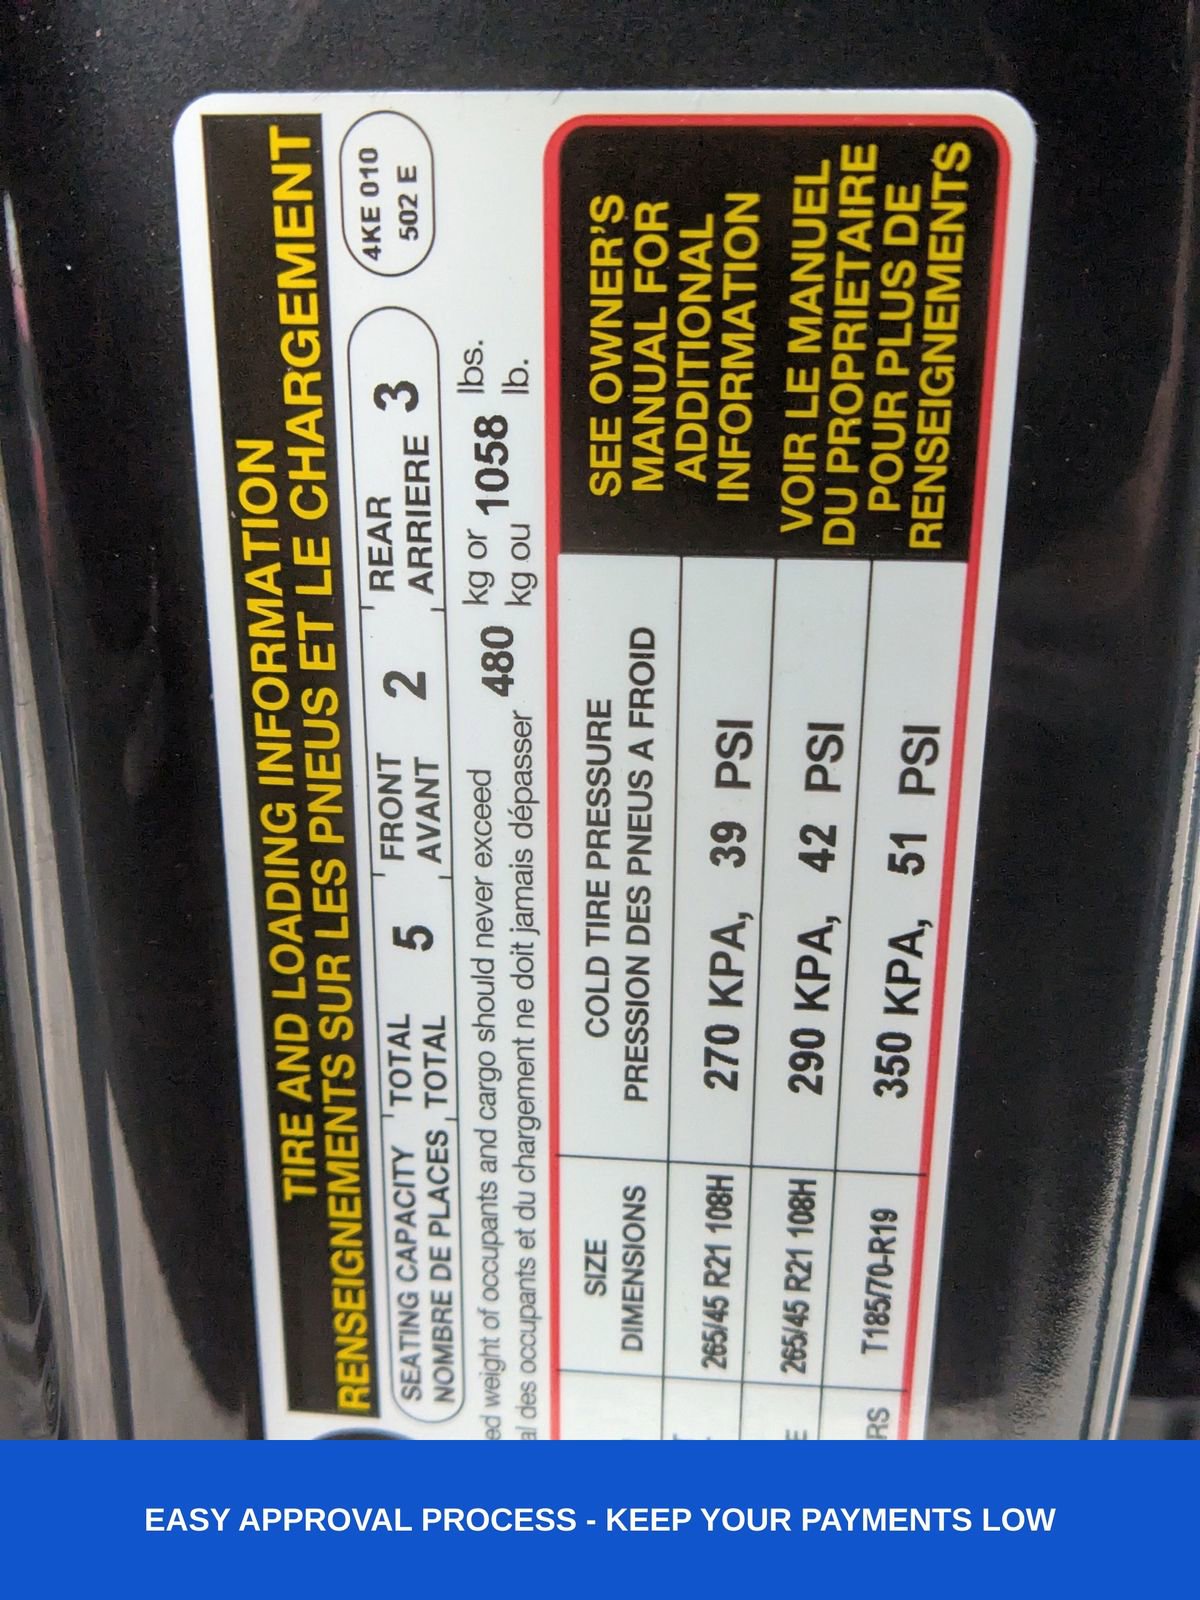 TIRE AND LOADING INFORMATION
RENSEIGNEMENTS SUR LES PNEUS ET LE CHARGEMENT
SEATING CAPACITY TOTAL 5 FRONT 2 REAR 3
NOMBRE DE PLACES TOTAL AVANT ARRIERE
4KE 010
502 E
weight of occupants and cargo should never exceed 480 kg or 1058 lbs.
des occupants et du chargement ne doit jamais dépasser kg ou lb.
SIZE
DIMENSIONS
COLD TIRE PRESSURE
PRESSION DES PNEUS A FROID
265/45 R21 108H 270 KPA, 39 PSI
265/45 R21 108H 290 KPA, 42 PSI
T185/70-R19 350 KPA, 51 PSI
SEE OWNER'S
MANUAL FOR
ADDITIONAL
INFORMATION
VOIR LE MANUEL
DU PROPRIETAIRE
POUR PLUS DE
RENSEIGNEMENTS
EASY APPROVAL PROCESS - KEEP YOUR PAYMENTS LOW